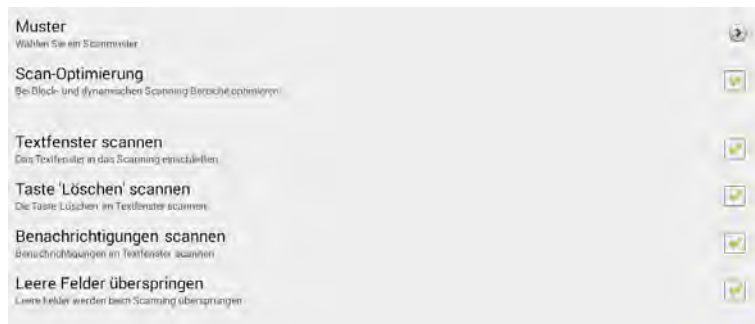 Muster
Wählen Sie ein Scanmuster
Scan-Optimierung
Bei Block- und dynamischen Scanning Bereiche optimieren
Textfenster scannen
Das Textfenster in das Scanning einschließen
Taste 'Löschen' scannen
Die Taste Löschen im Textfenster scannen
Benachrichtigungen scannen
Benachrichtigungen im Textfenster scannen
Leere Felder überspringen
Leere Felder werden beim Scanning übersprungen